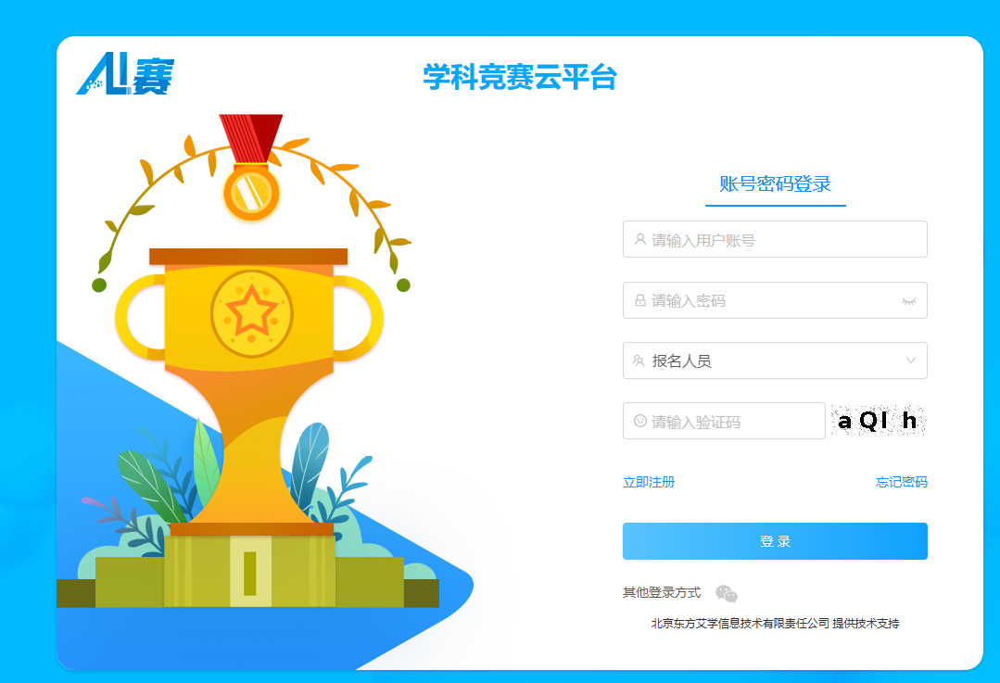 AI赛
学科竞赛云平台
账号密码登录
请输入用户账号
请输入密码
报名人员
请输入验证码
aQl h
立即注册
忘记密码
登 录
其他登录方式
北京东方艾学信息技术有限责任公司 提供技术支持